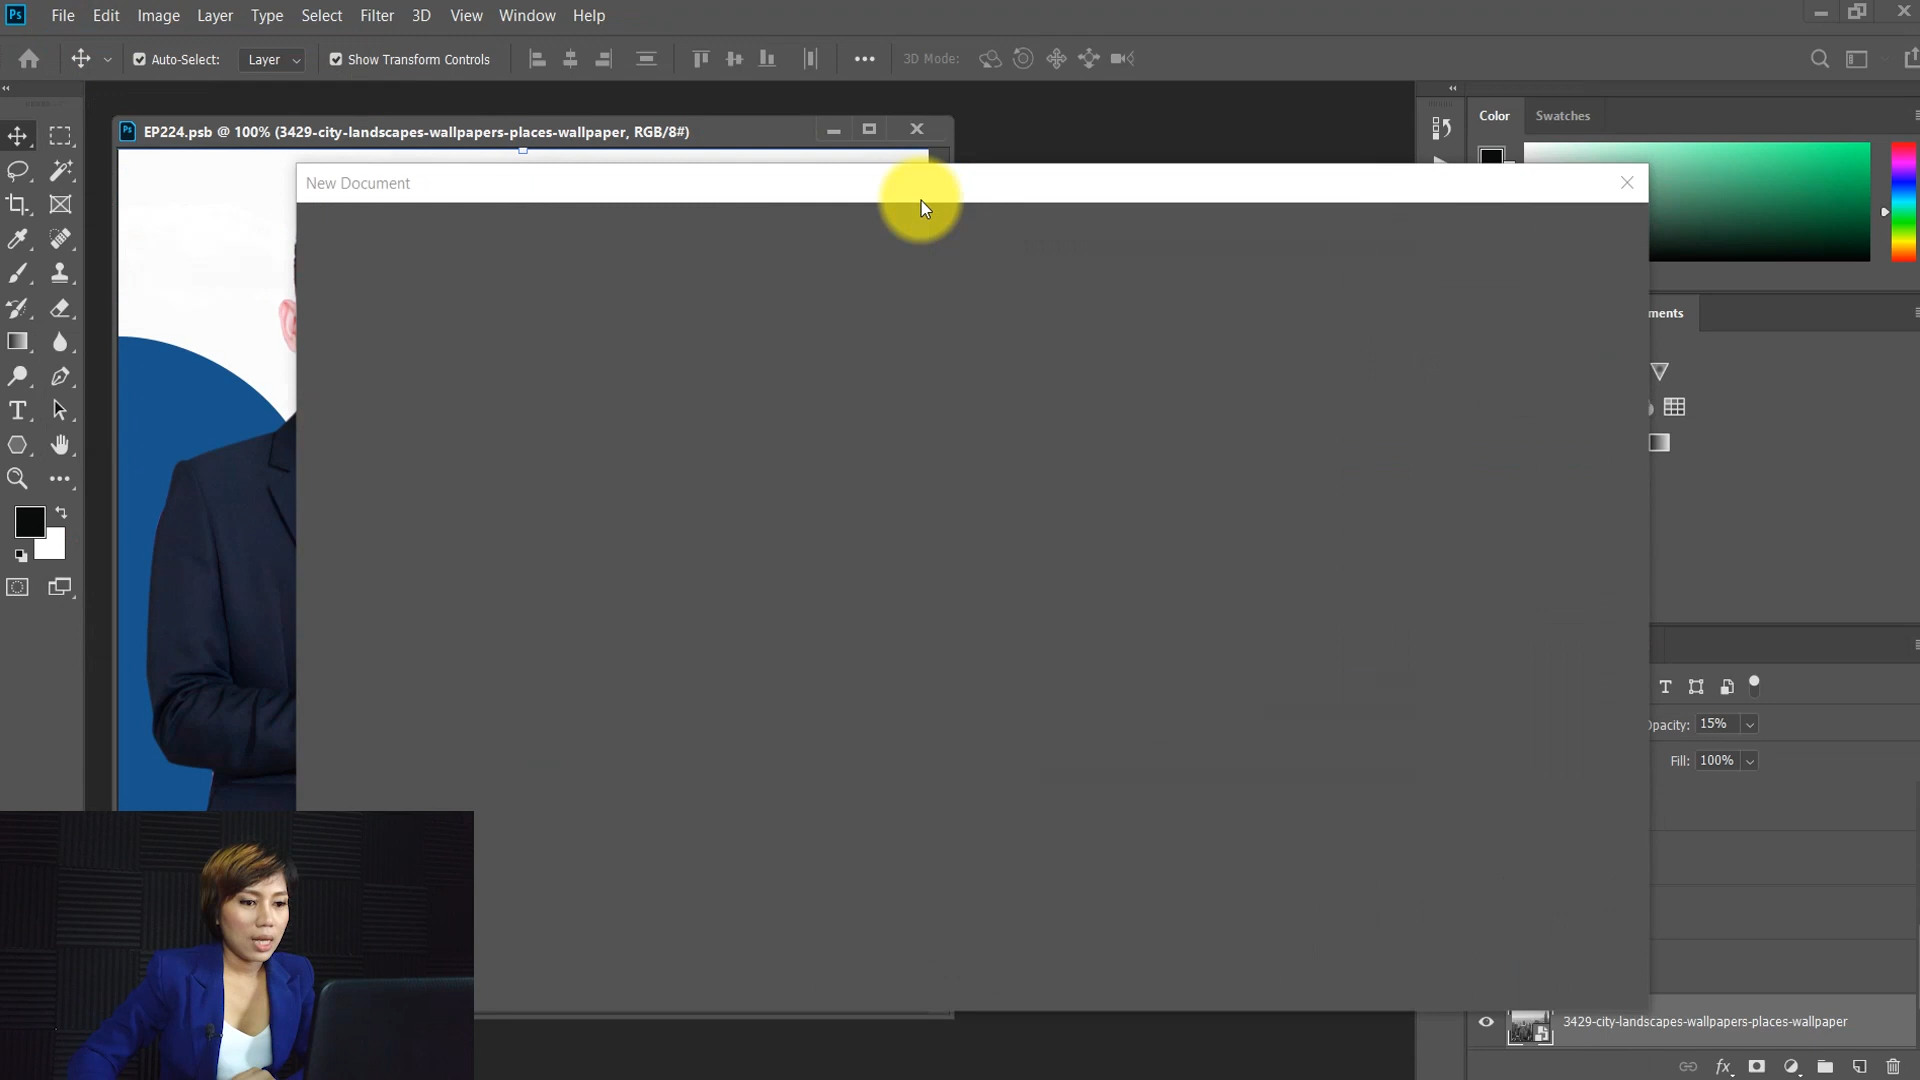 Ps File Edit Image Layer Type Select Filter 3D View Window Help
Auto-Select: Layer Show Transform Controls 3D Mode:
EP224.psb @ 100% (3429-city-landscapes-wallpapers-places-wallpaper, RGB/8#)
Color Swatches
New Document
ments
Opacity: 15%
Fill: 100%
3429-city-landscapes-wallpapers-places-wallpaper
fx